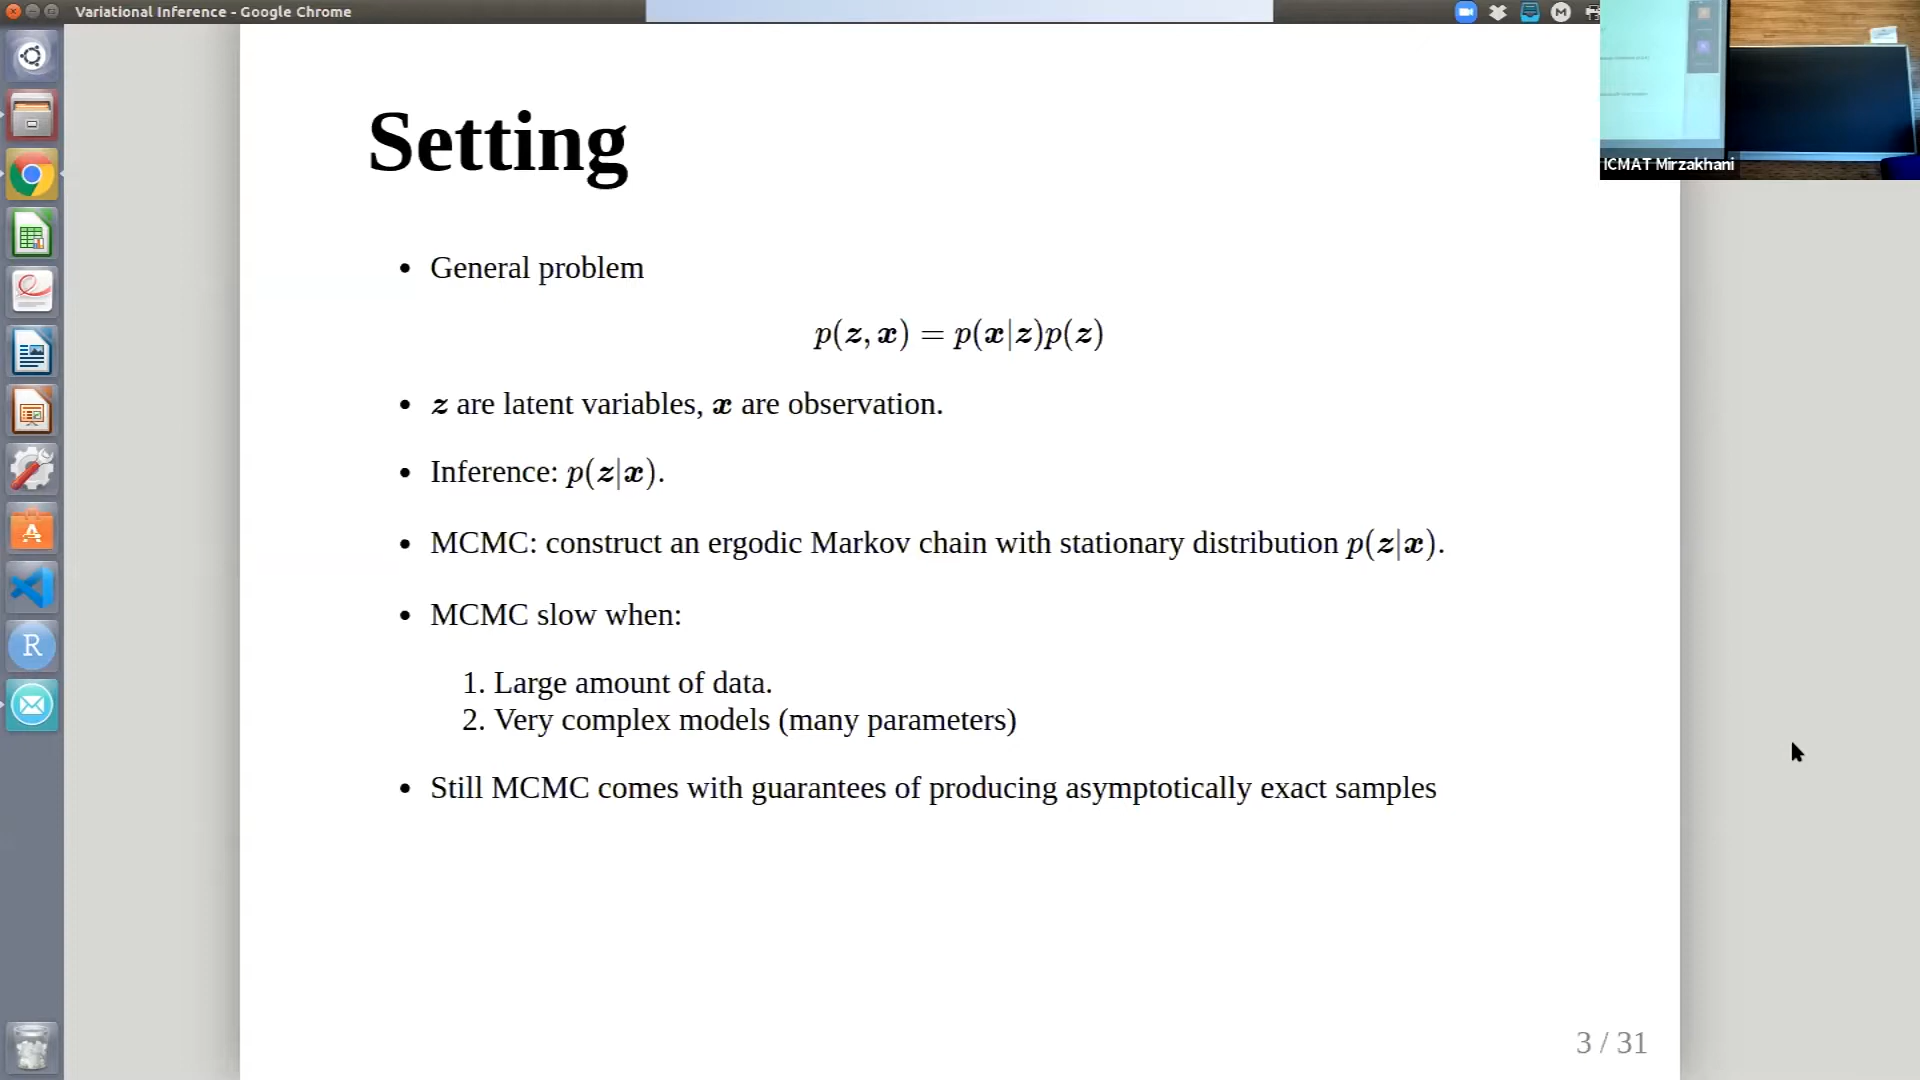 Variational Inference - Google Chrome
ICMAT Mirzakhani
Setting
• General problem
p(z, x) = p(x|z)p(z)
• z are latent variables, x are observation.
• Inference: p(z|x).
• MCMC: construct an ergodic Markov chain with stationary distribution p(z|x).
• MCMC slow when:
1. Large amount of data.
2. Very complex models (many parameters)
• Still MCMC comes with guarantees of producing asymptotically exact samples
3 / 31